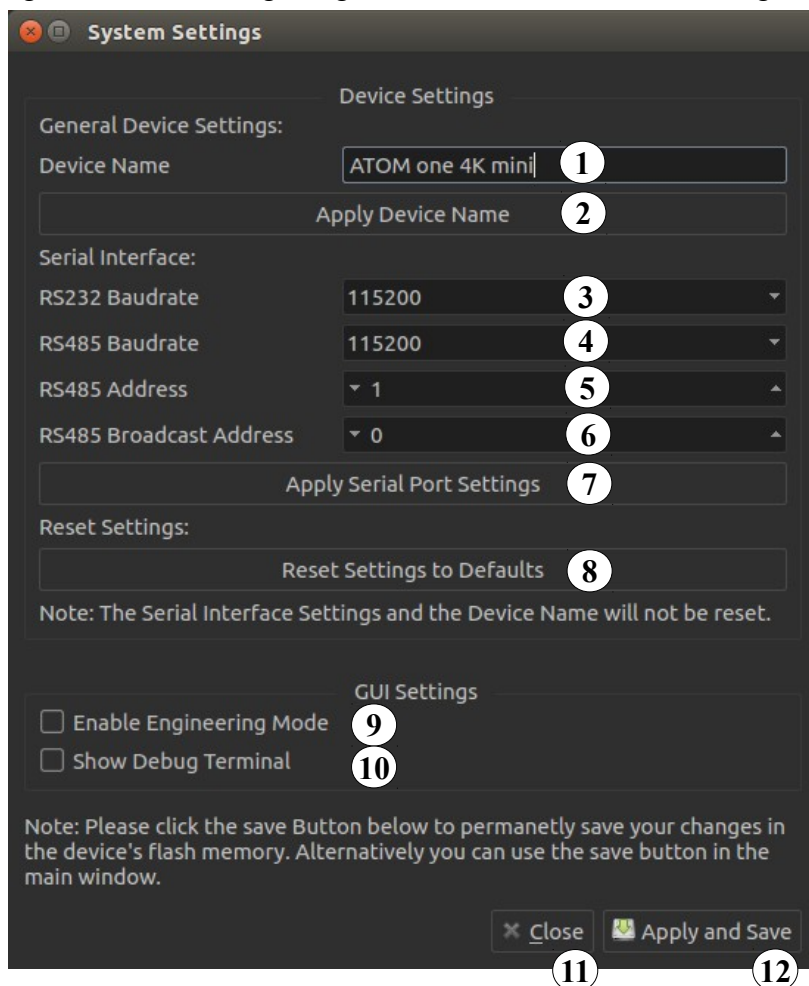 System Settings
Device Settings
General Device Settings:
Device Name ATOM one 4K mini 1
Apply Device Name 2
Serial Interface:
RS232 Baudrate 115200 3
RS485 Baudrate 115200 4
RS485 Address 1 5
RS485 Broadcast Address 0 6
Apply Serial Port Settings 7
Reset Settings:
Reset Settings to Defaults 8
Note: The Serial Interface Settings and the Device Name will not be reset.
GUI Settings
Enable Engineering Mode 9
Show Debug Terminal 10
Note: Please click the save Button below to permanetly save your changes in
the device's flash memory. Alternatively you can use the save button in the
main window.
Close Apply and Save
11 12